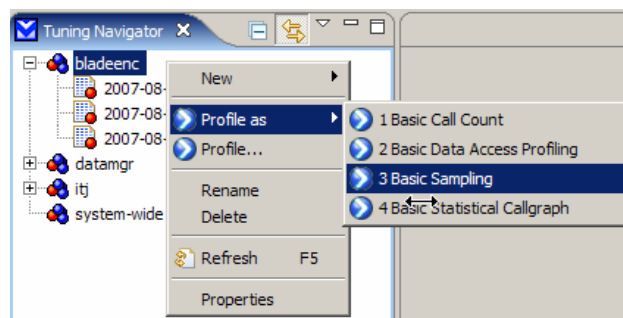 Tuning Navigator
bladeenc
2007-08-
2007-08-
2007-08-
datamgr
itj
system-wide
New
Profile as
Profile...
Rename
Delete
Refresh F5
Properties
1 Basic Call Count
2 Basic Data Access Profiling
3 Basic Sampling
4 Basic Statistical Callgraph